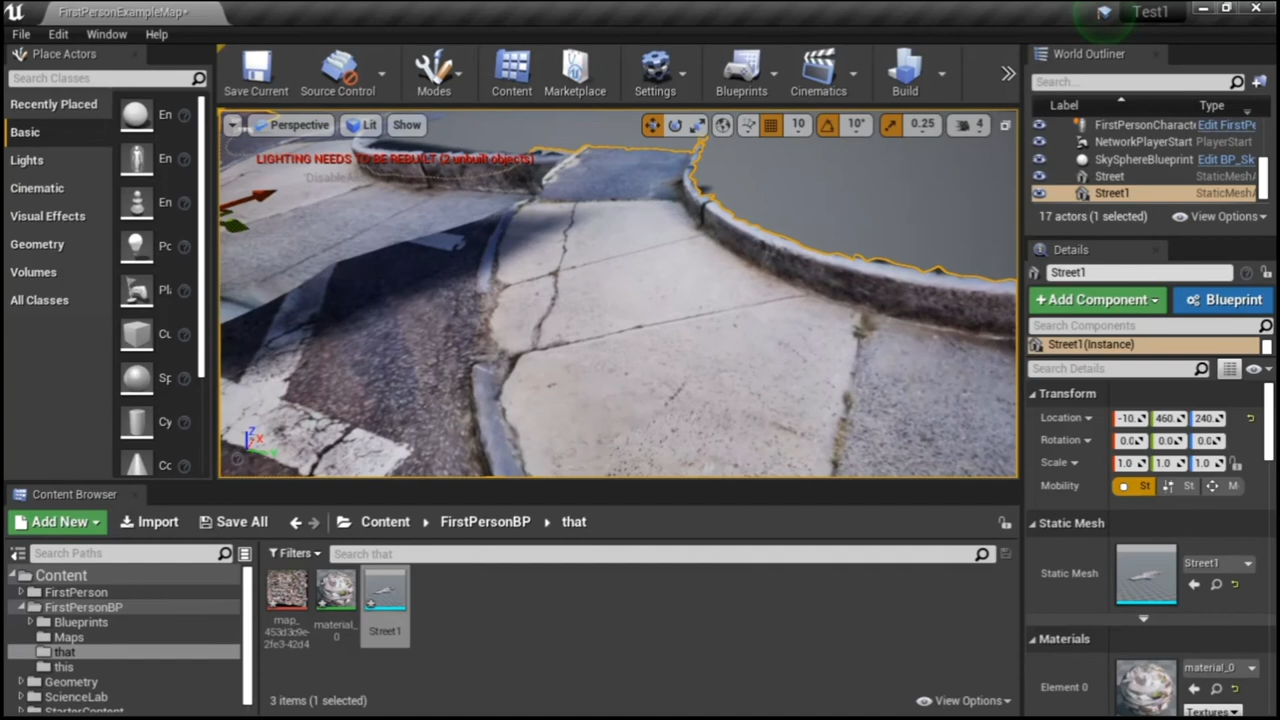 FirstPersonExampleMap*
Test1
File Edit Window Help
Place Actors
Search Classes
Recently Placed
Basic
Lights
Cinematic
Visual Effects
Geometry
Volumes
All Classes
En
En
En
Po
Pl
Cu
Sp
Cy
Co
Save Current
Source Control
Modes
Content
Marketplace
Settings
Blueprints
Cinematics
Build
Perspective
Lit
Show
10
10°
0.25
4
LIGHTING NEEDS TO BE REBUILT (2 unbuilt objects)
Z
X
Y
World Outliner
Search...
Label
Type
FirstPersonCharacte Edit FirstPe
NetworkPlayerStart PlayerStart
SkySphereBlueprint Edit BP_Sk
Street StaticMesh
Street1 StaticMesh
17 actors (1 selected)
View Options
Details
Street1
+Add Component
Blueprint
Search Components
Street1(Instance)
Search Details
Transform
Location -10. 460. 240.
Rotation 0.0 0.0 0.0
Scale 1.0 1.0 1.0
Mobility St St M
Static Mesh
Static Mesh
Street1
Materials
Element 0
material_0
Textures
Content Browser
Add New
Import
Save All
Content
FirstPersonBP
that
Search Paths
Filters
Search that
Content
FirstPerson
FirstPersonBP
Blueprints
Maps
that
this
Geometry
ScienceLab
StarterContent
map_
453d3c9e-
2fe3-42d4
material_
0
Street1
3 items (1 selected)
View Options